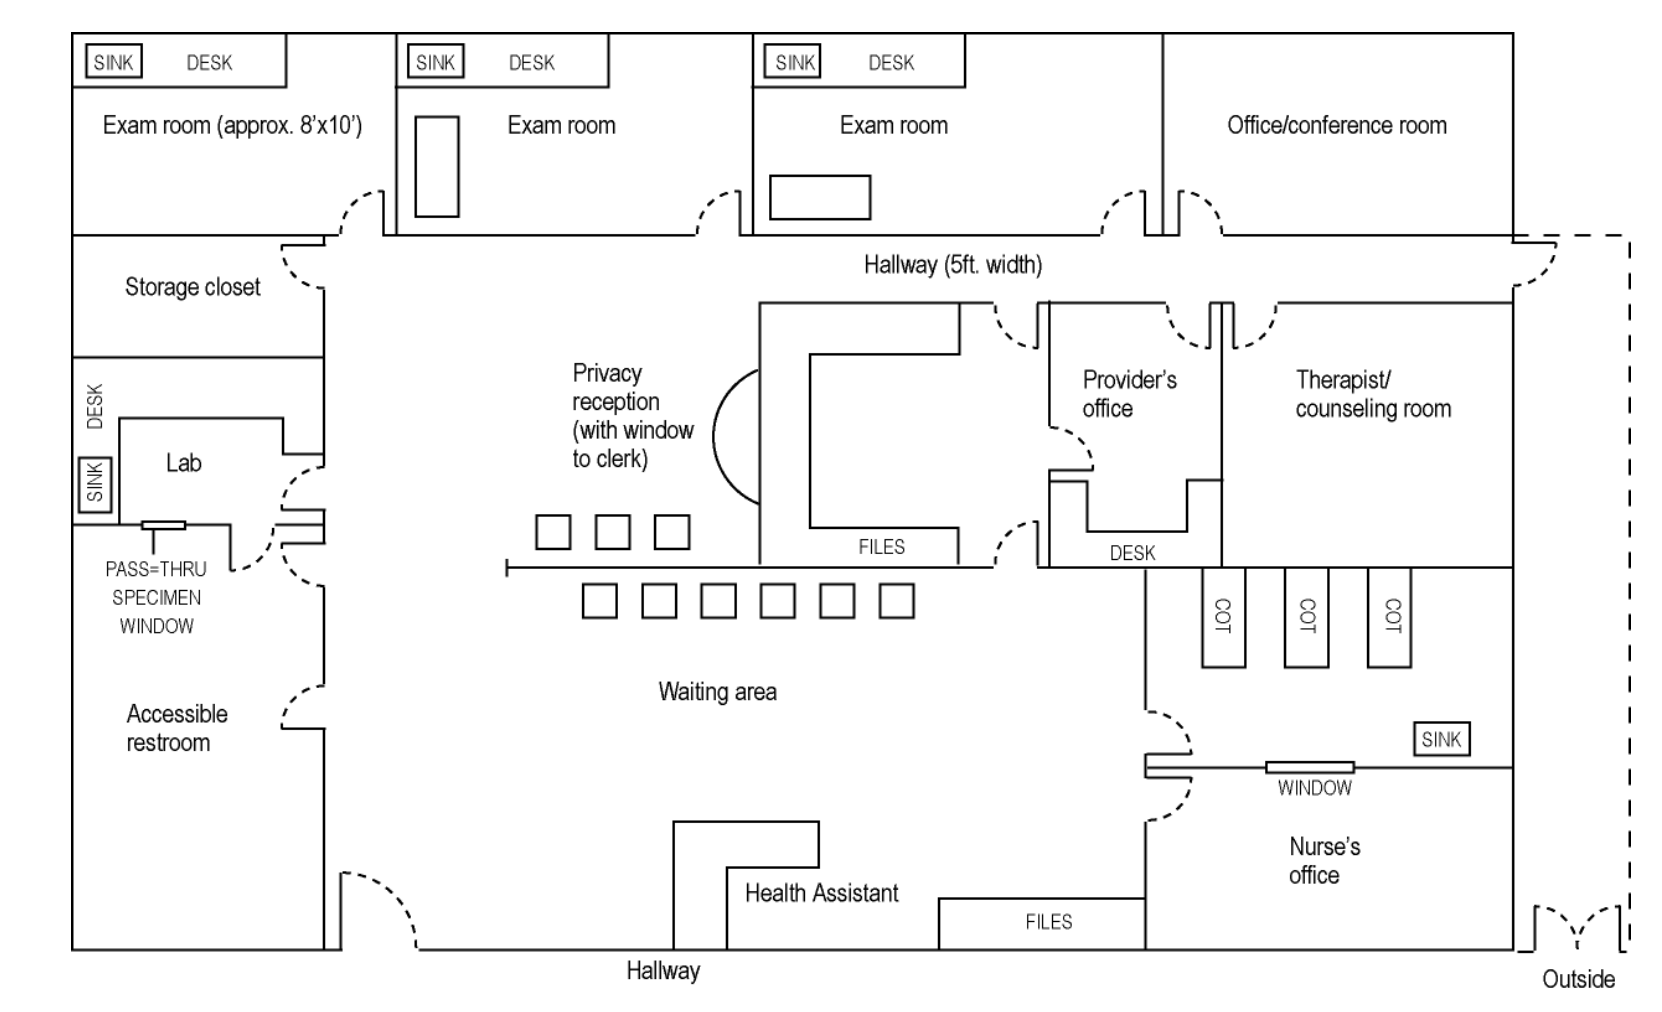 SINK DESK
SINK DESK
SINK DESK
Exam room (approx. 8’x10’)
Exam room
Exam room
Office/conference room
Hallway (5ft. width)
Storage closet
Privacy
reception
(with window
to clerk)
Provider’s
office
Therapist/
counseling room
DESK
Lab
SINK
FILES
DESK
PASS=THRU
SPECIMEN
WINDOW
COT
COT
COT
Waiting area
Accessible
restroom
SINK
WINDOW
Nurse’s
office
Health Assistant
FILES
Hallway
Outside